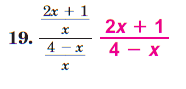 2x + 1
x
19.
4 − x
x
2x + 1
4 − x